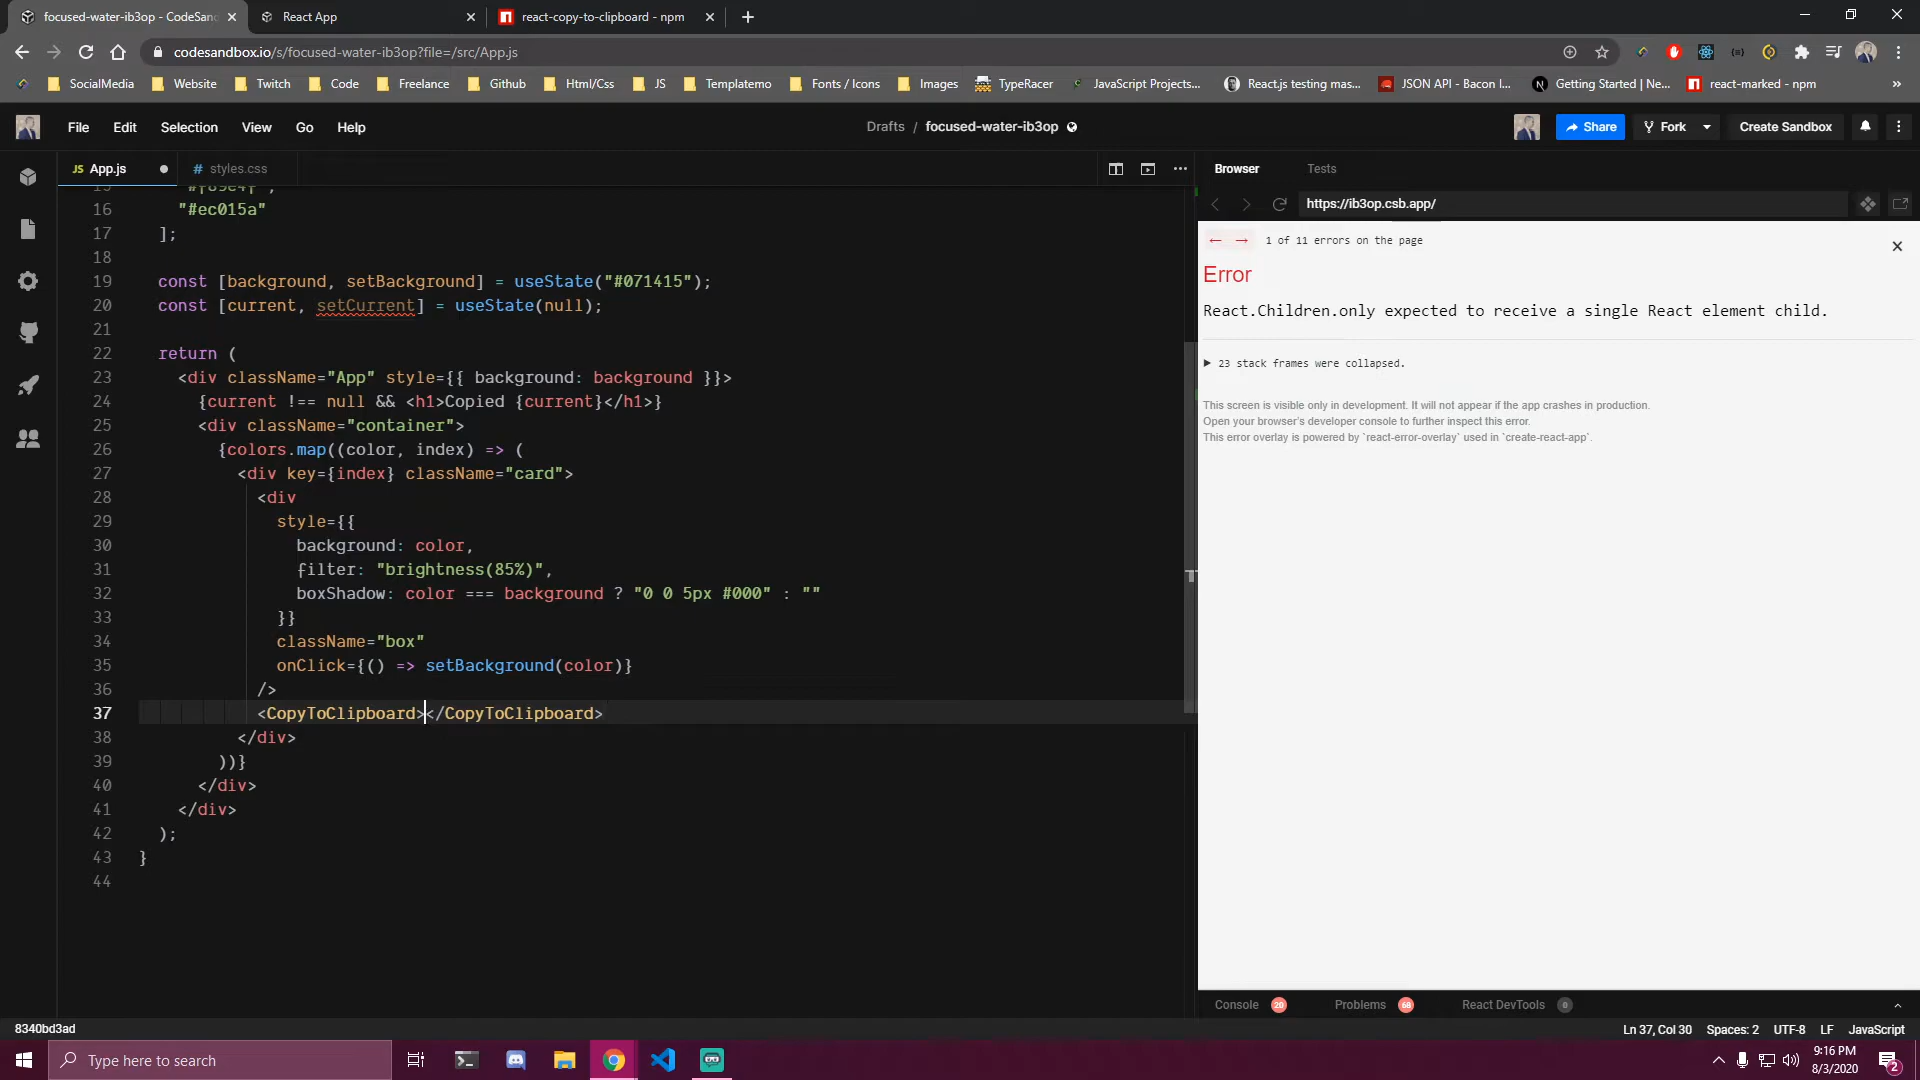 focused-water-ib3op - CodeSan
React App
react-copy-to-clipboard - npm
codesandbox.io/s/focused-water-ib3op?file=/src/App.js
SocialMedia
Website
Twitch
Code
Freelance
Github
Html/Css
JS
Templatemo
Fonts / Icons
Images
TypeRacer
JavaScript Projects...
React.js testing mas...
JSON API - Bacon I...
Getting Started | Ne...
react-marked - npm
»
File Edit Selection View Go Help
Drafts / focused-water-ib3op
Share
Fork
Create Sandbox
JS App.js
# styles.css
Browser
Tests
https://ib3op.csb.app/
15 "#f89e4f",
16 "#ec015a"
17 ];
18
19 const [background, setBackground] = useState("#071415");
20 const [current, setCurrent] = useState(null);
21
22 return (
23 <div className="App" style={{ background: background }}>
24 {current !== null && <h1>Copied {current}</h1>}
25 <div className="container">
26 {colors.map((color, index) => (
27 <div key={index} className="card">
28 <div
29 style={{
30 background: color,
31 filter: "brightness(85%)",
32 boxShadow: color === background ? "0 0 5px #000" : ""
33 }}
34 className="box"
35 onClick={() => setBackground(color)}
36 />
37 <CopyToClipboard></CopyToClipboard>
38 </div>
39 ))}
40 </div>
41 </div>
42 );
43 }
44
← → 1 of 11 errors on the page
Error
React.Children.only expected to receive a single React element child.
▶ 23 stack frames were collapsed.
This screen is visible only in development. It will not appear if the app crashes in production.
Open your browser's developer console to further inspect this error.
This error overlay is powered by `react-error-overlay` used in `create-react-app`.
Console 20
Problems 68
React DevTools 0
8340bd3ad
Ln 37, Col 30
Spaces: 2
UTF-8
LF
JavaScript
Type here to search
9:16 PM
8/3/2020
2